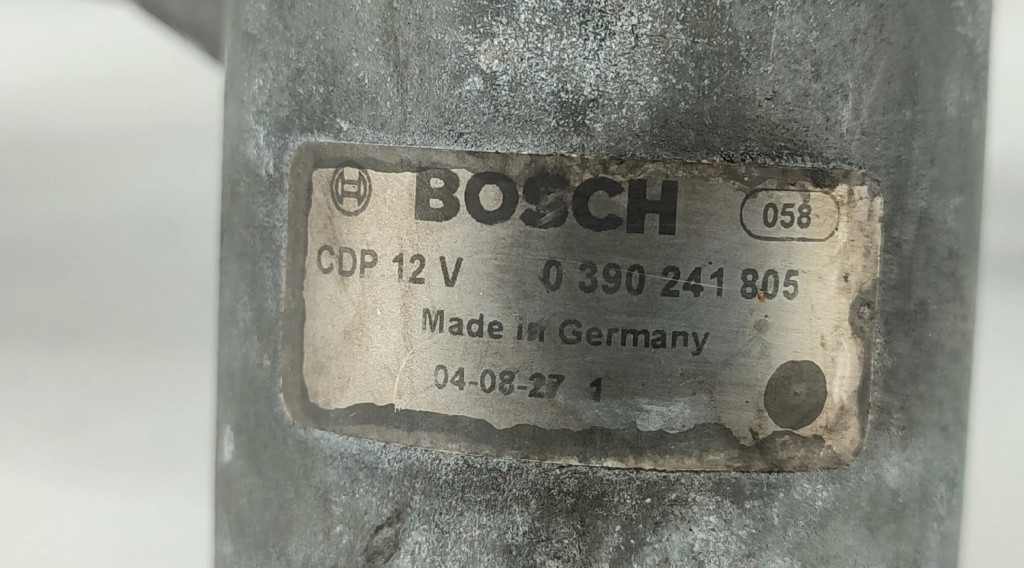 BOSCH 058
CDP 12 V 0 390 241 805
Made in Germany
04-08-27 1